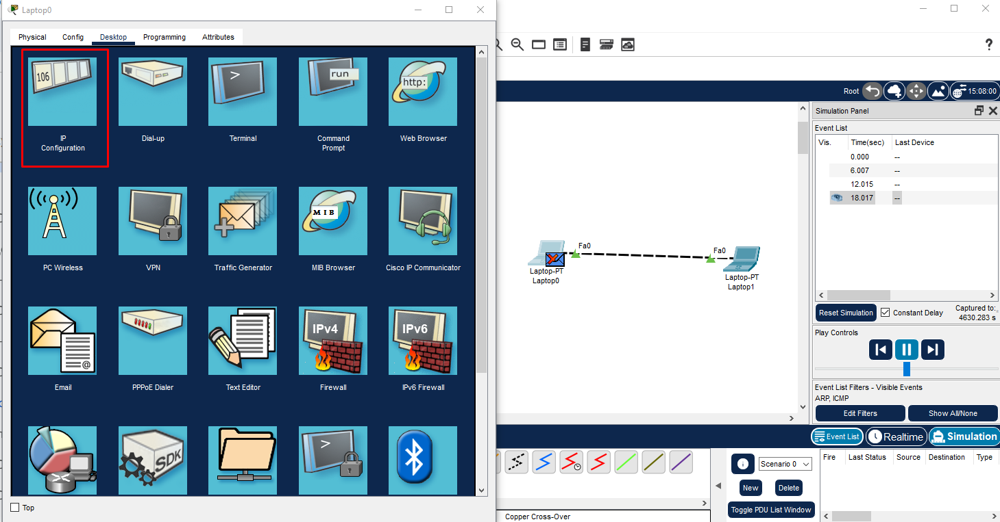 Laptop0
Physical
Config
Desktop
Programming
Attributes
106
>
run
http:
IP
Configuration
Dial-up
Terminal
Command
Prompt
Web Browser
MIB
PC Wireless
VPN
Traffic Generator
MIB Browser
Cisco IP Communicator
IPv4
IPv6
@
Email
PPPoE Dialer
Text Editor
Firewall
IPv6 Firewall
SDK
>
Top
?
Root
15:08:00
Fa0
Fa0
Laptop-PT
Laptop0
Laptop-PT
Laptop1
Simulation Panel
Event List
Vis.
Time(sec)
Last Device
0.000
--
6.007
--
12.015
--
18.017
--
Reset Simulation
Constant Delay
Captured to:
4630.283 s
Play Controls
Event List Filters - Visible Events
ARP, ICMP
Edit Filters
Show All/None
Event List
Realtime
Simulation
Scenario 0
New
Delete
Toggle PDU List Window
Fire
Last Status
Source
Destination
Type
Copper Cross-Over